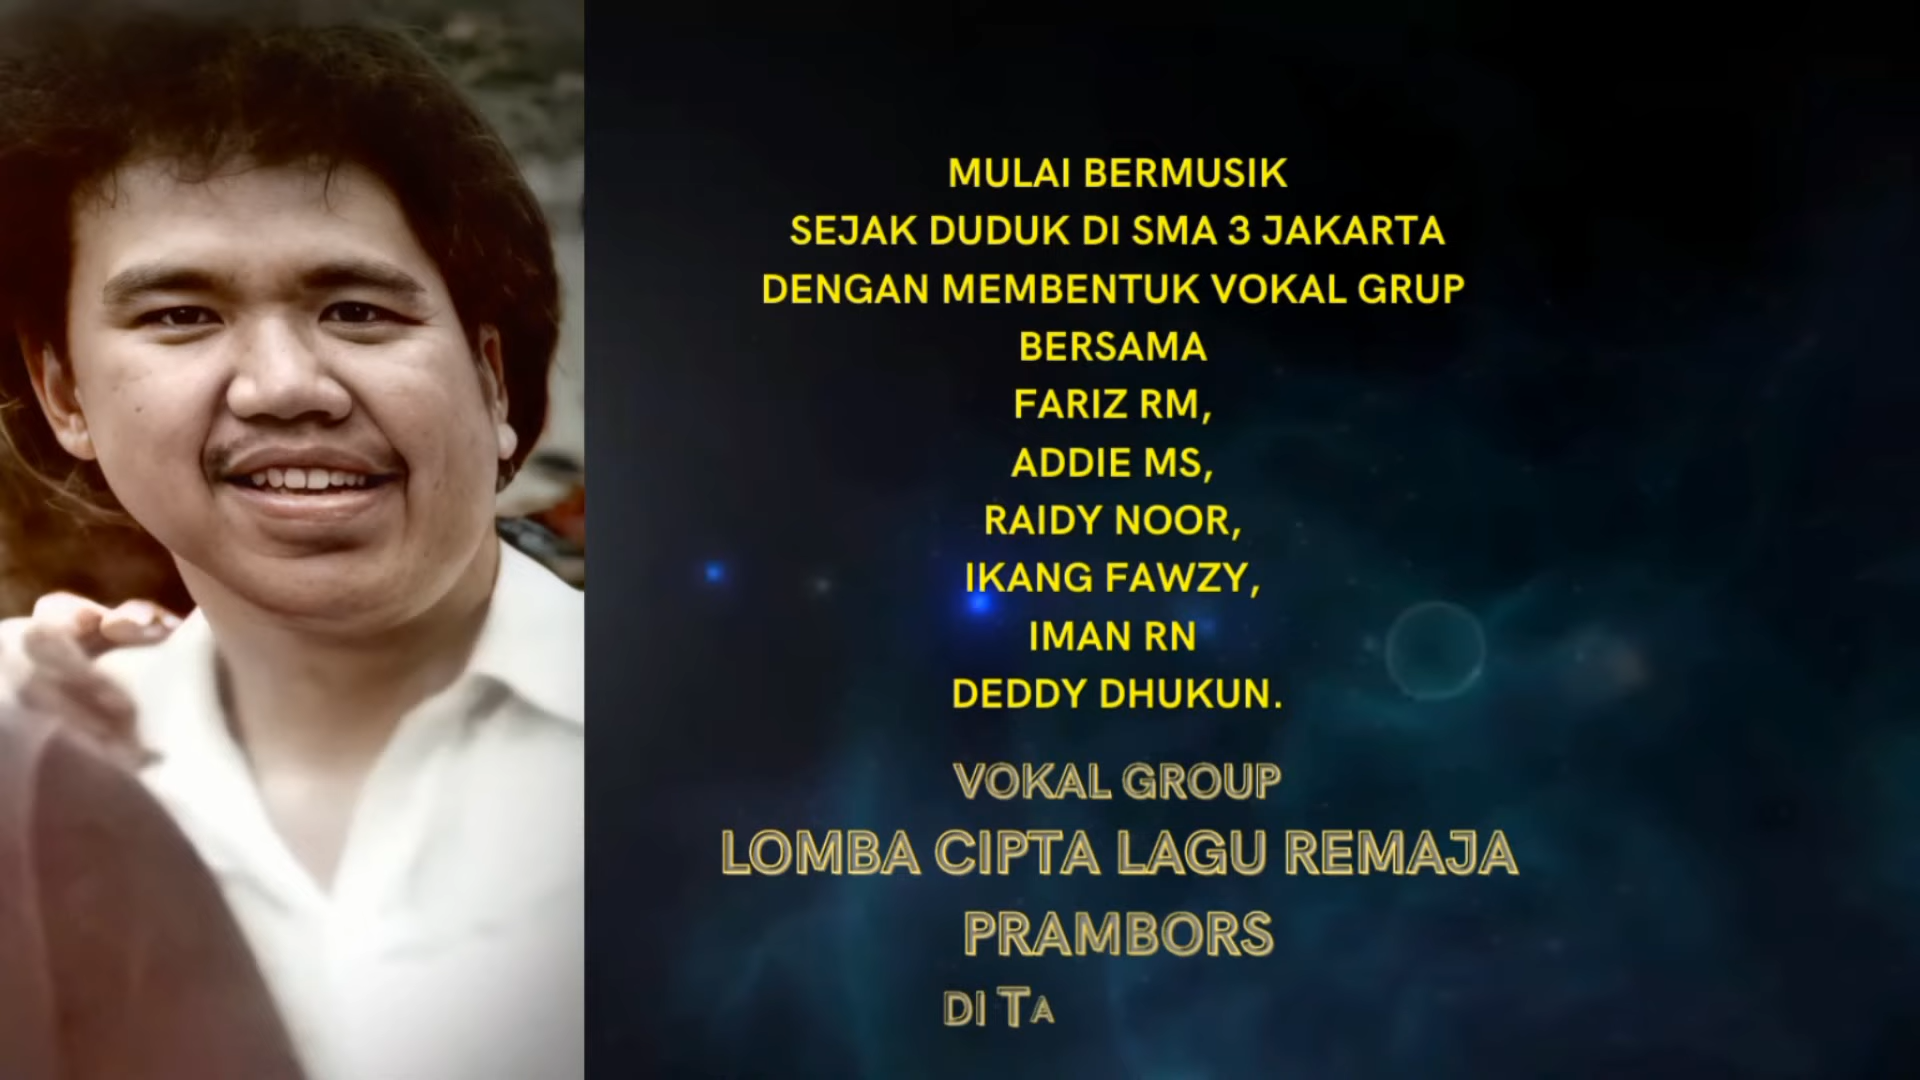 MULAI BERMUSIK
SEJAK DUDUK DI SMA 3 JAKARTA
DENGAN MEMBENTUK VOKAL GRUP
BERSAMA
FARIZ RM,
ADDIE MS,
RAIDY NOOR,
IKANG FAWZY,
IMAN RN
DEDDY DHUKUN.
VOKAL GROUP
LOMBA CIPTA LAGU REMAJA
PRAMBORS
DI TA